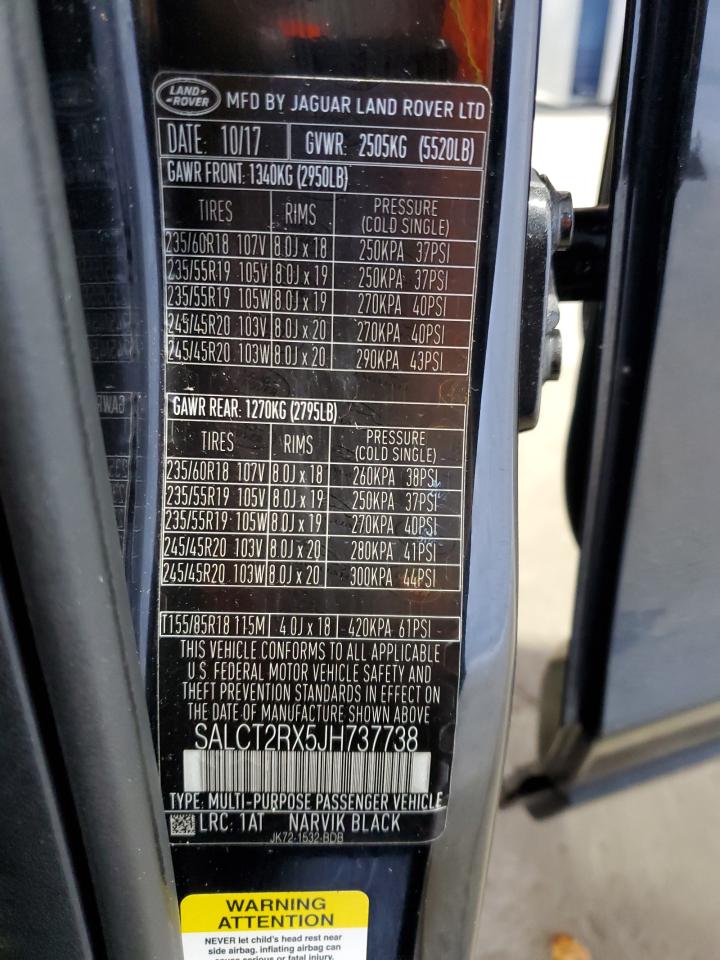 LAND ROVER MFD BY JAGUAR LAND ROVER LTD
DATE: 10/17 GVWR: 2505KG (5520LB)
GAWR FRONT: 1340KG (2950LB)
TIRES RIMS PRESSURE (COLD SINGLE)
235/60R18 107V 8.0J x 18 250KPA 37PSI
235/55R19 105V 8.0J x 19 250KPA 37PSI
235/55R19 105W 8.0J x 19 270KPA 40PSI
245/45R20 103V 8.0J x 20 270KPA 40PSI
245/45R20 103W 8.0J x 20 290KPA 43PSI
GAWR REAR: 1270KG (2795LB)
TIRES RIMS PRESSURE (COLD SINGLE)
235/60R18 107V 8.0J x 18 260KPA 38PSI
235/55R19 105V 8.0J x 19 250KPA 37PSI
235/55R19 105W 8.0J x 19 270KPA 40PSI
245/45R20 103V 8.0J x 20 280KPA 41PSI
245/45R20 103W 8.0J x 20 300KPA 44PSI
T155/85R18 115M 4.0J x 18 420KPA 61PSI
THIS VEHICLE CONFORMS TO ALL APPLICABLE
U.S. FEDERAL MOTOR VEHICLE SAFETY AND
THEFT PREVENTION STANDARDS IN EFFECT ON
THE DATE OF MANUFACTURE SHOWN ABOVE
SALCT2RX5JH737738
TYPE: MULTI-PURPOSE PASSENGER VEHICLE
LRC: 1AT NARVIK BLACK
JK72-1532-BDB
WARNING
ATTENTION
NEVER let child's head rest near
side airbag. inflating airbag can
cause serious or fatal injury.